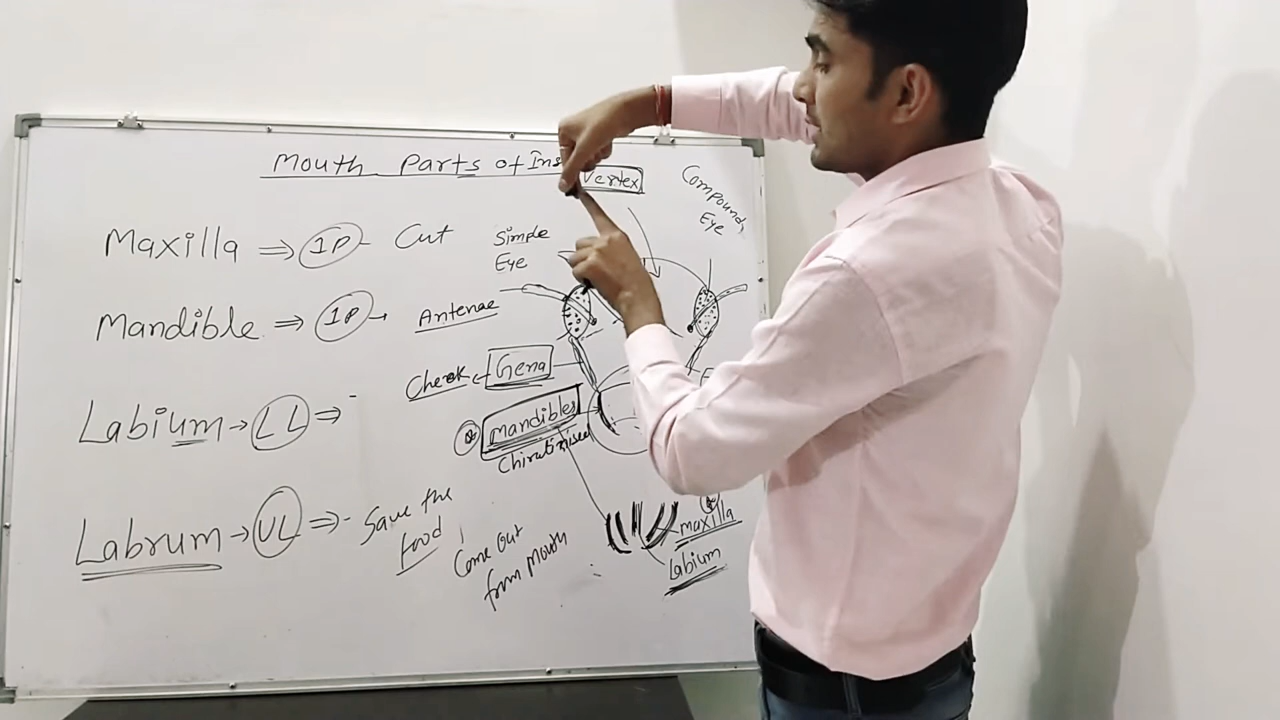 Mouth Parts of Ins
Vertex
Compound
Eye
Maxilla ⇒ 1P - Cut
Simple
Eye
Mandible ⇒ 1P →
Antenae
Cheek ← Gena
mandibles
Labium → LL ⇒ -
Labrum → UL ⇒ - Save the
food
Come Out
from mouth
maxilla
Labium